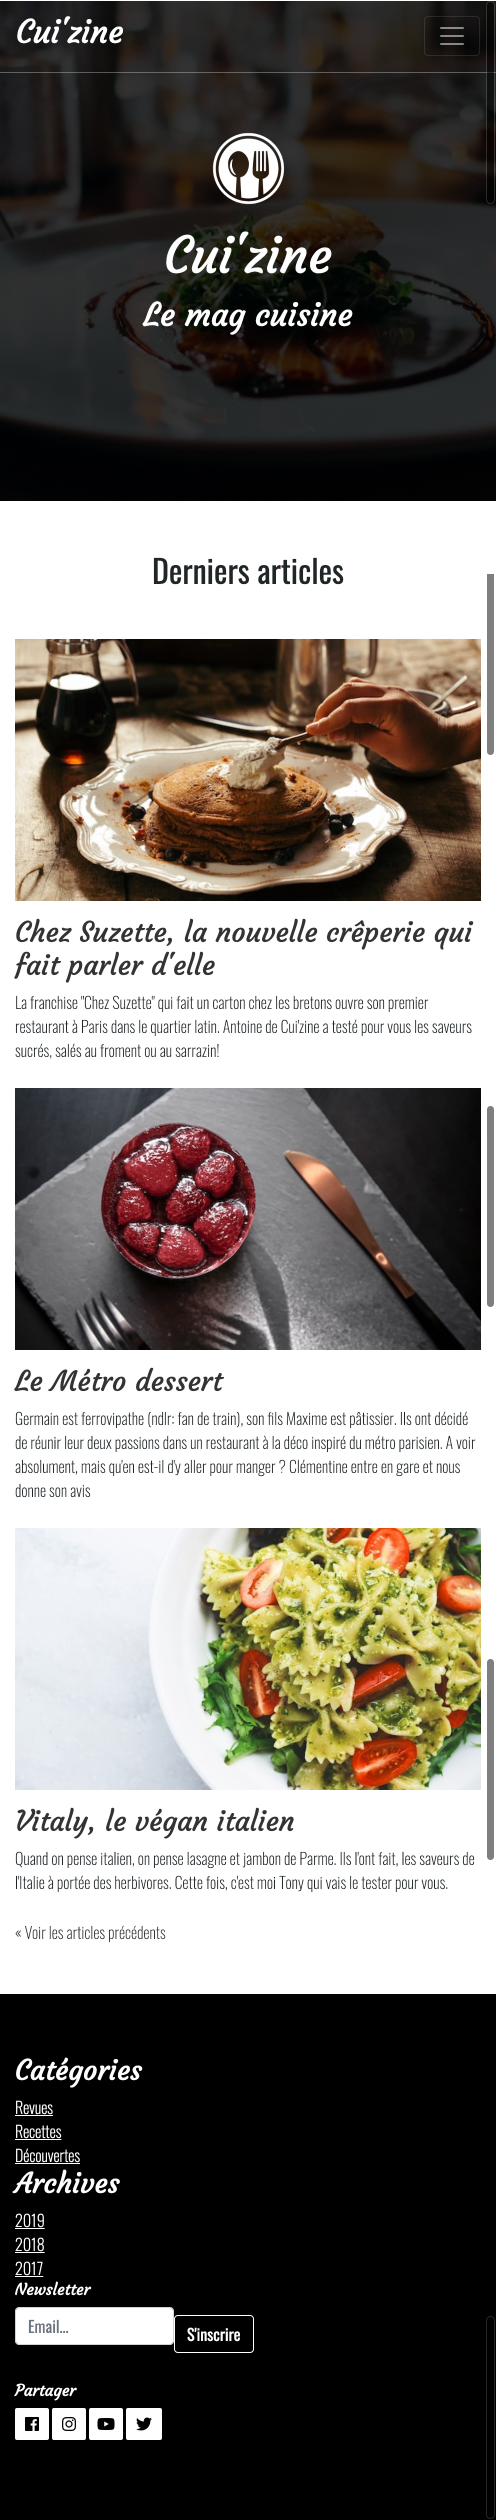 Cui'zine
Cui'zine
Le mag cuisine
Derniers articles
Chez Suzette, la nouvelle crêperie qui
fait parler d'elle
La franchise "Chez Suzette" qui fait un carton chez les bretons ouvre son premier
restaurant à Paris dans le quartier latin. Antoine de Cui'zine a testé pour vous les saveurs
sucrés, salés au froment ou au sarrazin!
Le Métro dessert
Germain est ferrovipathe (ndlr: fan de train), son fils Maxime est pâtissier. Ils ont décidé
de réunir leur deux passions dans un restaurant à la déco inspiré du métro parisien. A voir
absolument, mais qu'en est-il d'y aller pour manger ? Clémentine entre en gare et nous
donne son avis
Vitaly, le végan italien
Quand on pense italien, on pense lasagne et jambon de Parme. Ils l'ont fait, les saveurs de
l'Italie à portée des herbivores. Cette fois, c'est moi Tony qui vais le tester pour vous.
« Voir les articles précédents
Catégories
Revues
Recettes
Découvertes
Archives
2019
2018
2017
Newsletter
Email...
S'inscrire
Partager